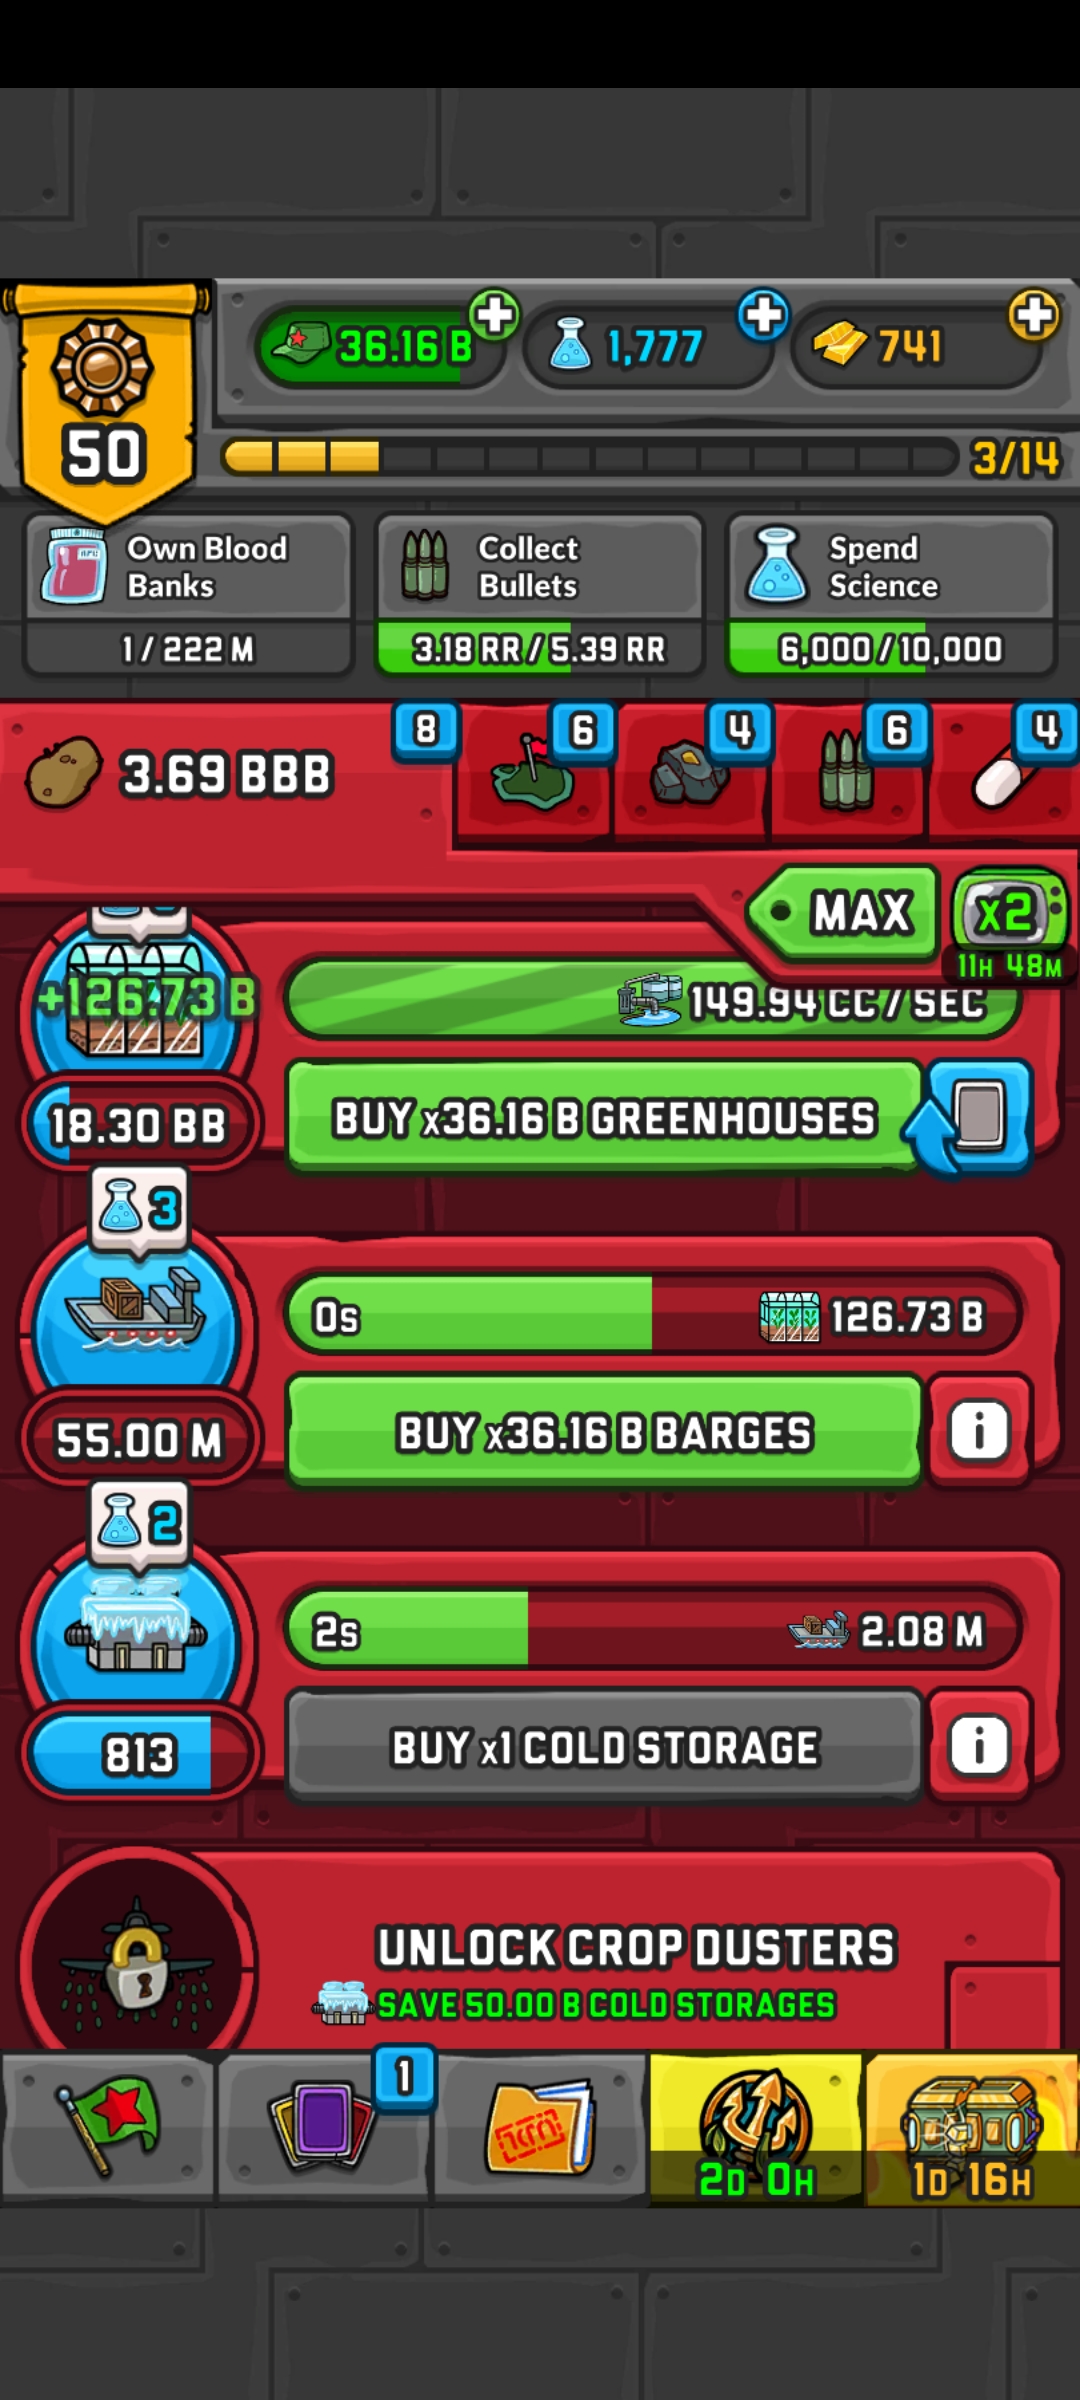 36.16 B
1,777
741
50
3/14
Own Blood
Banks
1 / 222 M
Collect
Bullets
3.18 RR / 5.39 RR
Spend
Science
6,000 / 10,000
3.69 BBB
8
6
4
6
4
MAX
x2
11H 48M
+126.73 B
149.94 CC / SEC
18.30 BB
BUY x36.16 B GREENHOUSES
3
0s
126.73 B
55.00 M
BUY x36.16 B BARGES
i
2
2s
2.08 M
813
BUY x1 COLD STORAGE
i
UNLOCK CROP DUSTERS
SAVE 50.00 B COLD STORAGES
1
2D 0H
1D 16H